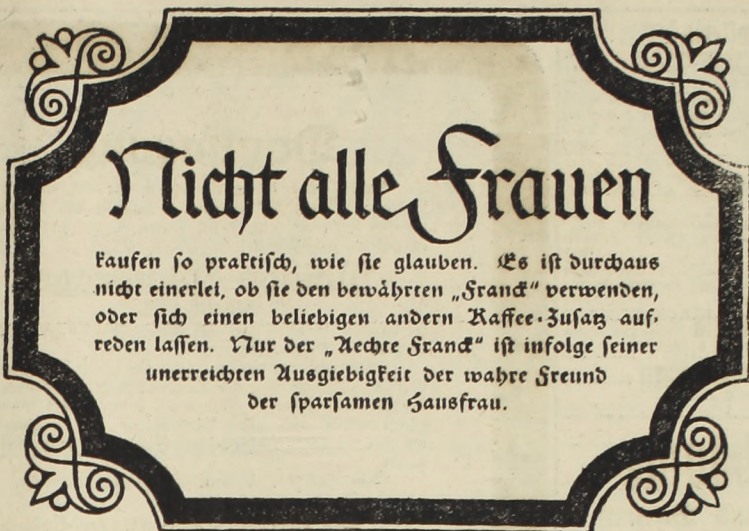 Nicht alle Frauen
kaufen so praktisch, wie sie glauben. Es ist durchaus
nicht einerlei, ob sie den bewährten „Franck“ verwenden,
oder sich einen beliebigen andern Kaffee-Zusatz auf-
reden lassen. Nur der „Aechte Franck“ ist infolge seiner
unerreichten Ausgiebigkeit der wahre Freund
der sparsamen Hausfrau.